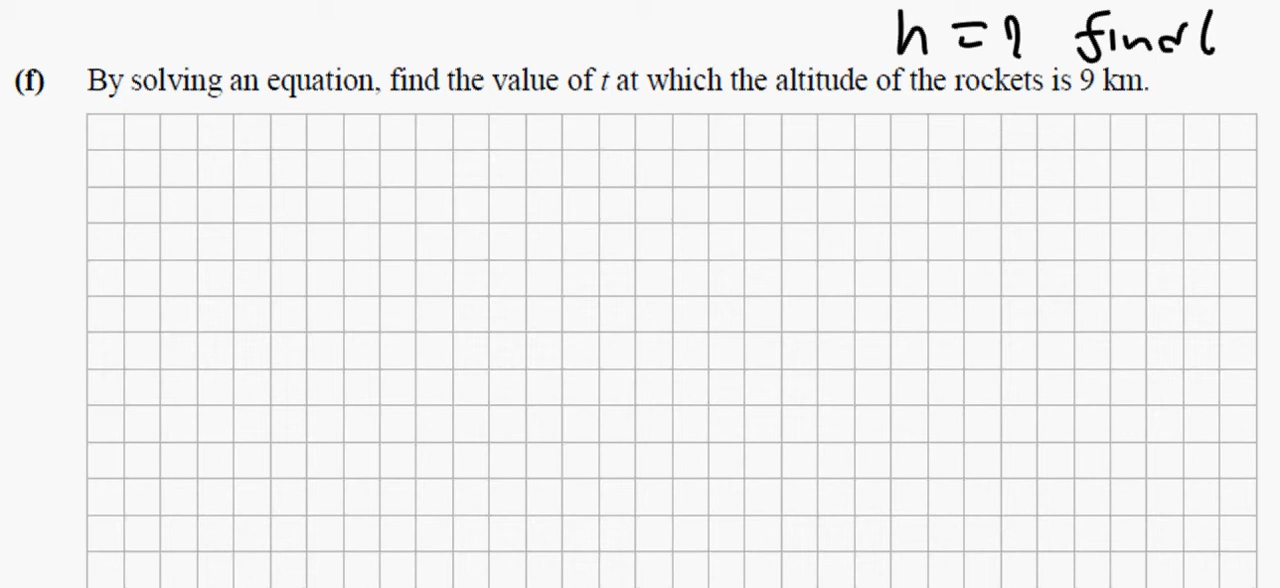 h = 9 find t
(f) By solving an equation, find the value of t at which the altitude of the rockets is 9 km.